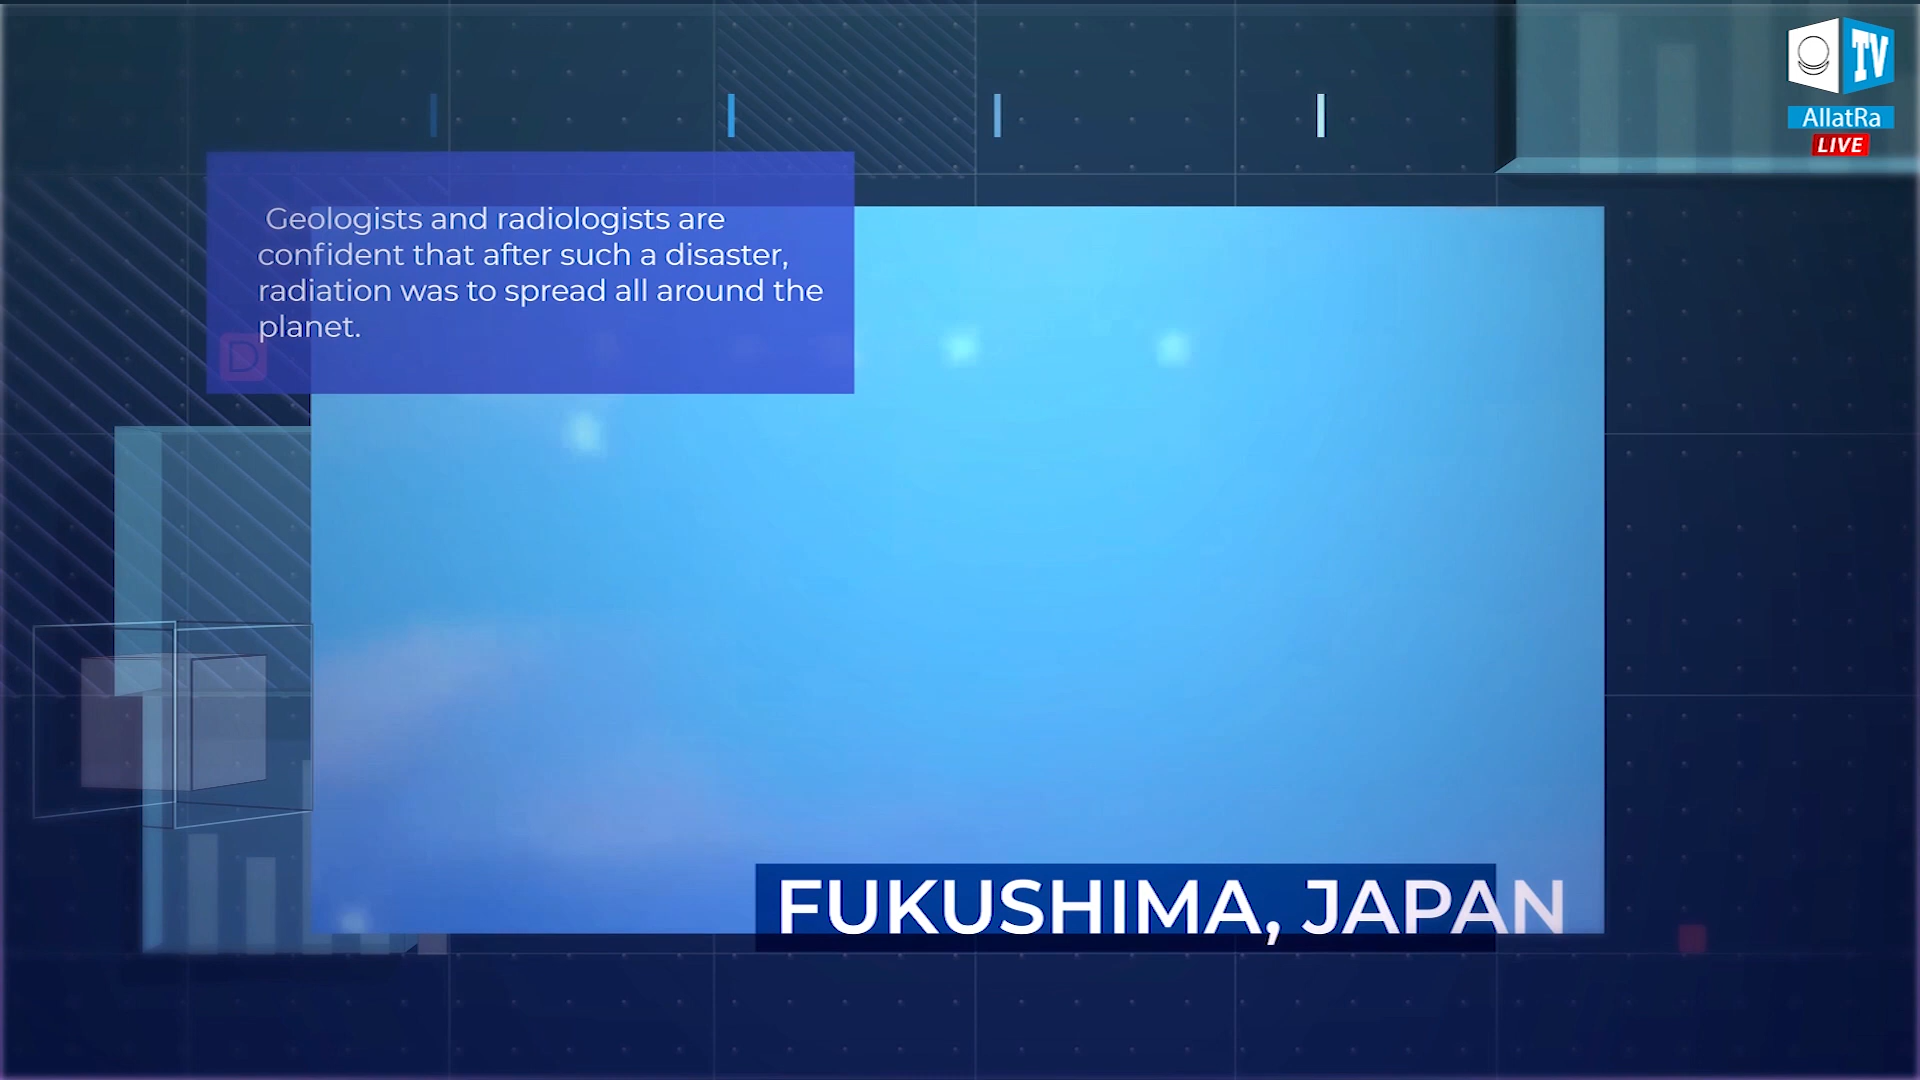 TV
AllatRa
LIVE
Geologists and radiologists are
confident that after such a disaster,
radiation was to spread all around the
planet.
D
FUKUSHIMA, JAPAN